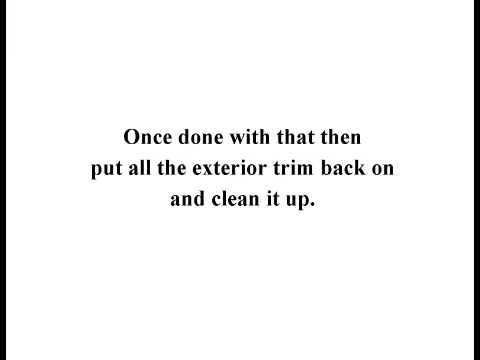 Once done with that then
put all the exterior trim back on
and clean it up.